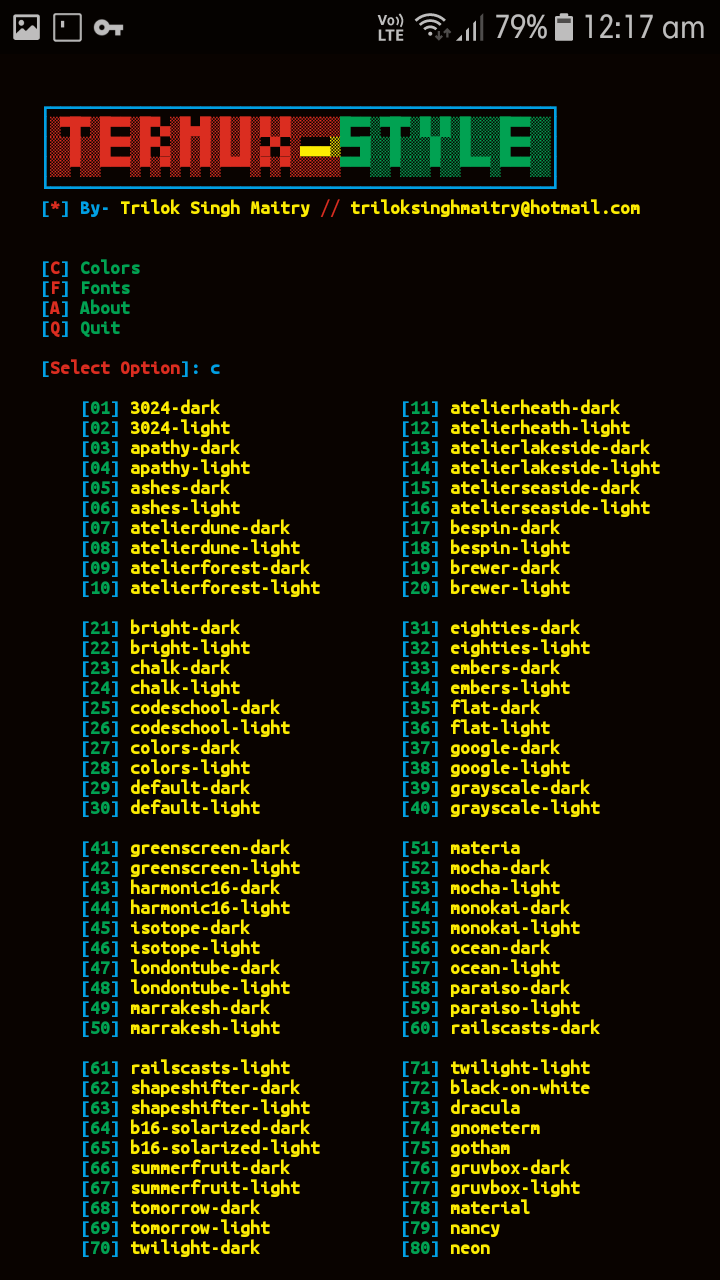 Vo)) LTE 79% 12:17 am
TERMUX-STYLE
[*] By- Trilok Singh Maitry // triloksinghmaitry@hotmail.com
[C] Colors
[F] Fonts
[A] About
[Q] Quit
[Select Option]: c
[01] 3024-dark [11] atelierheath-dark
[02] 3024-light [12] atelierheath-light
[03] apathy-dark [13] atelierlakeside-dark
[04] apathy-light [14] atelierlakeside-light
[05] ashes-dark [15] atelierseaside-dark
[06] ashes-light [16] atelierseaside-light
[07] atelierdune-dark [17] bespin-dark
[08] atelierdune-light [18] bespin-light
[09] atelierforest-dark [19] brewer-dark
[10] atelierforest-light [20] brewer-light
[21] bright-dark [31] eighties-dark
[22] bright-light [32] eighties-light
[23] chalk-dark [33] embers-dark
[24] chalk-light [34] embers-light
[25] codeschool-dark [35] flat-dark
[26] codeschool-light [36] flat-light
[27] colors-dark [37] google-dark
[28] colors-light [38] google-light
[29] default-dark [39] grayscale-dark
[30] default-light [40] grayscale-light
[41] greenscreen-dark [51] materia
[42] greenscreen-light [52] mocha-dark
[43] harmonic16-dark [53] mocha-light
[44] harmonic16-light [54] monokai-dark
[45] isotope-dark [55] monokai-light
[46] isotope-light [56] ocean-dark
[47] londontube-dark [57] ocean-light
[48] londontube-light [58] paraiso-dark
[49] marrakesh-dark [59] paraiso-light
[50] marrakesh-light [60] railscasts-dark
[61] railscasts-light [71] twilight-light
[62] shapeshifter-dark [72] black-on-white
[63] shapeshifter-light [73] dracula
[64] b16-solarized-dark [74] gnometerm
[65] b16-solarized-light [75] gotham
[66] summerfruit-dark [76] gruvbox-dark
[67] summerfruit-light [77] gruvbox-light
[68] tomorrow-dark [78] material
[69] tomorrow-light [79] nancy
[70] twilight-dark [80] neon